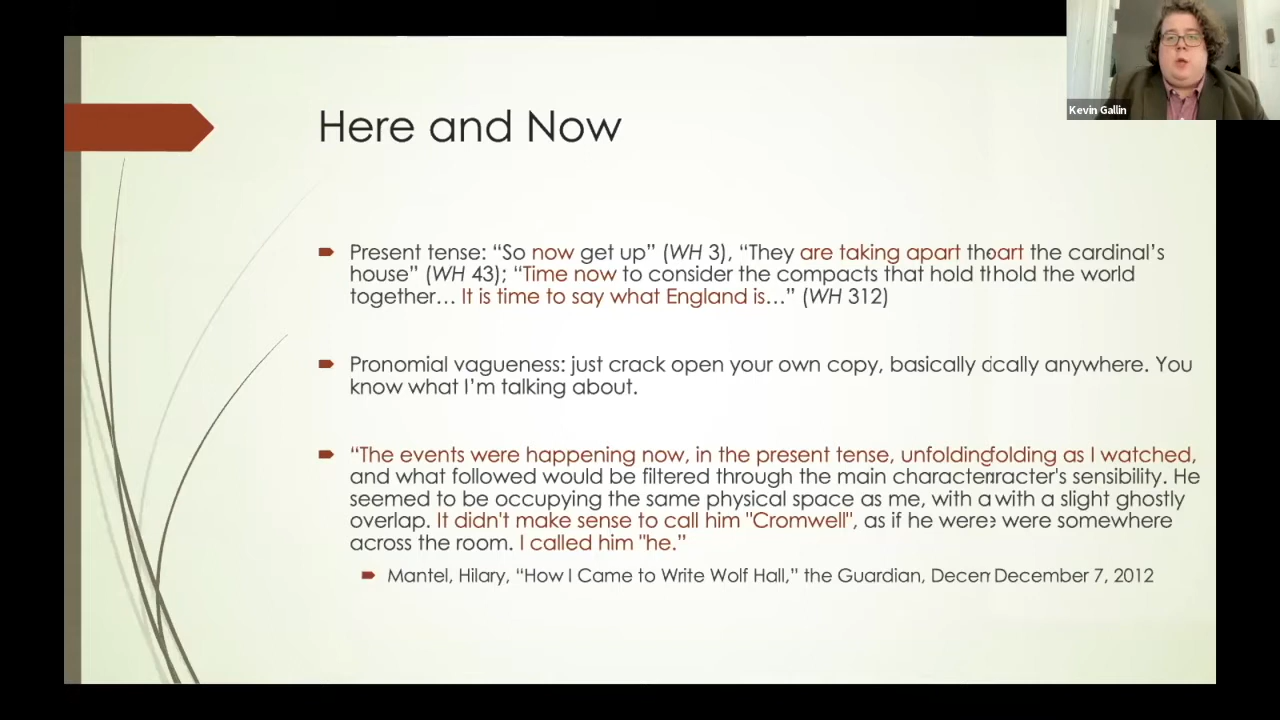 Kevin Gallin
Here and Now
Present tense: “So now get up” (WH 3), “They are taking apart theart the cardinal’s
house” (WH 43); “Time now to consider the compacts that hold thold the world
together… It is time to say what England is…” (WH 312)
Pronomial vagueness: just crack open your own copy, basically cally anywhere. You
know what I’m talking about.
“The events were happening now, in the present tense, unfoldingfolding as I watched,
and what followed would be filtered through the main characterracter's sensibility. He
seemed to be occupying the same physical space as me, with a with a slight ghostly
overlap. It didn't make sense to call him "Cromwell", as if he were were somewhere
across the room. I called him "he.”
Mantel, Hilary, “How I Came to Write Wolf Hall,” the Guardian, Decem December 7, 2012